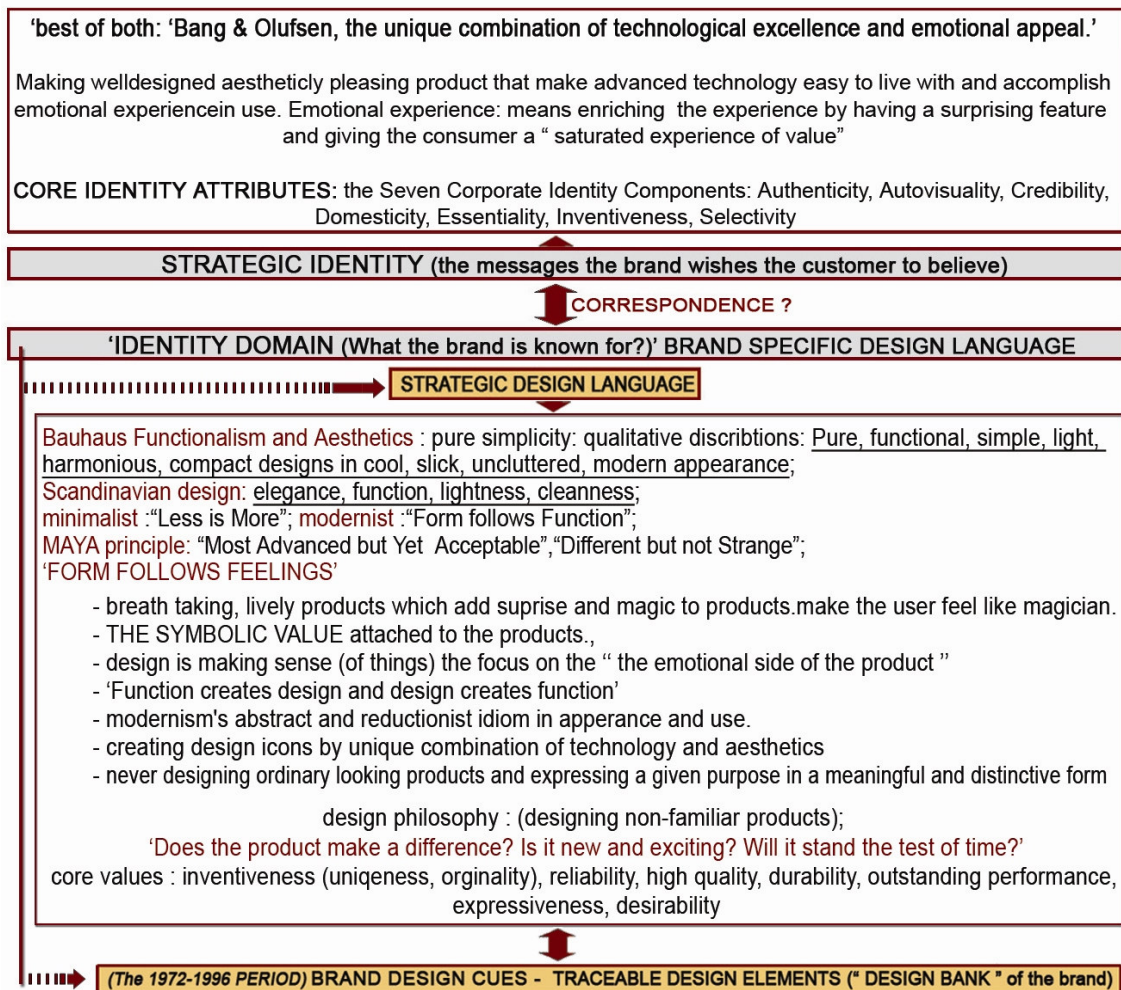 ‘best of both: ‘Bang & Olufsen, the unique combination of technological excellence and emotional appeal.’
Making welldesigned aestheticly pleasing product that make advanced technology easy to live with and accomplish
emotional experiencein use. Emotional experience: means enriching the experience by having a surprising feature
and giving the consumer a “ saturated experience of value”
CORE IDENTITY ATTRIBUTES: the Seven Corporate Identity Components: Authenticity, Autovisuality, Credibility,
Domesticity, Essentiality, Inventiveness, Selectivity
STRATEGIC IDENTITY (the messages the brand wishes the customer to believe)
CORRESPONDENCE ?
‘IDENTITY DOMAIN (What the brand is known for?)’ BRAND SPECIFIC DESIGN LANGUAGE
STRATEGIC DESIGN LANGUAGE
Bauhaus Functionalism and Aesthetics : pure simplicity: qualitative discribtions: Pure, functional, simple, light,
harmonious, compact designs in cool, slick, uncluttered, modern appearance;
Scandinavian design: elegance, function, lightness, cleanness;
minimalist :“Less is More”; modernist :“Form follows Function”;
MAYA principle: “Most Advanced but Yet Acceptable”,“Different but not Strange”;
‘FORM FOLLOWS FEELINGS’
- breath taking, lively products which add suprise and magic to products.make the user feel like magician.
- THE SYMBOLIC VALUE attached to the products.,
- design is making sense (of things) the focus on the “ the emotional side of the product ”
- ‘Function creates design and design creates function’
- modernism's abstract and reductionist idiom in apperance and use.
- creating design icons by unique combination of technology and aesthetics
- never designing ordinary looking products and expressing a given purpose in a meaningful and distinctive form
design philosophy : (designing non-familiar products);
‘Does the product make a difference? Is it new and exciting? Will it stand the test of time?’
core values : inventiveness (uniqeness, orginality), reliability, high quality, durability, outstanding performance,
expressiveness, desirability
(The 1972-1996 PERIOD) BRAND DESIGN CUES - TRACEABLE DESIGN ELEMENTS (“ DESIGN BANK ” of the brand)